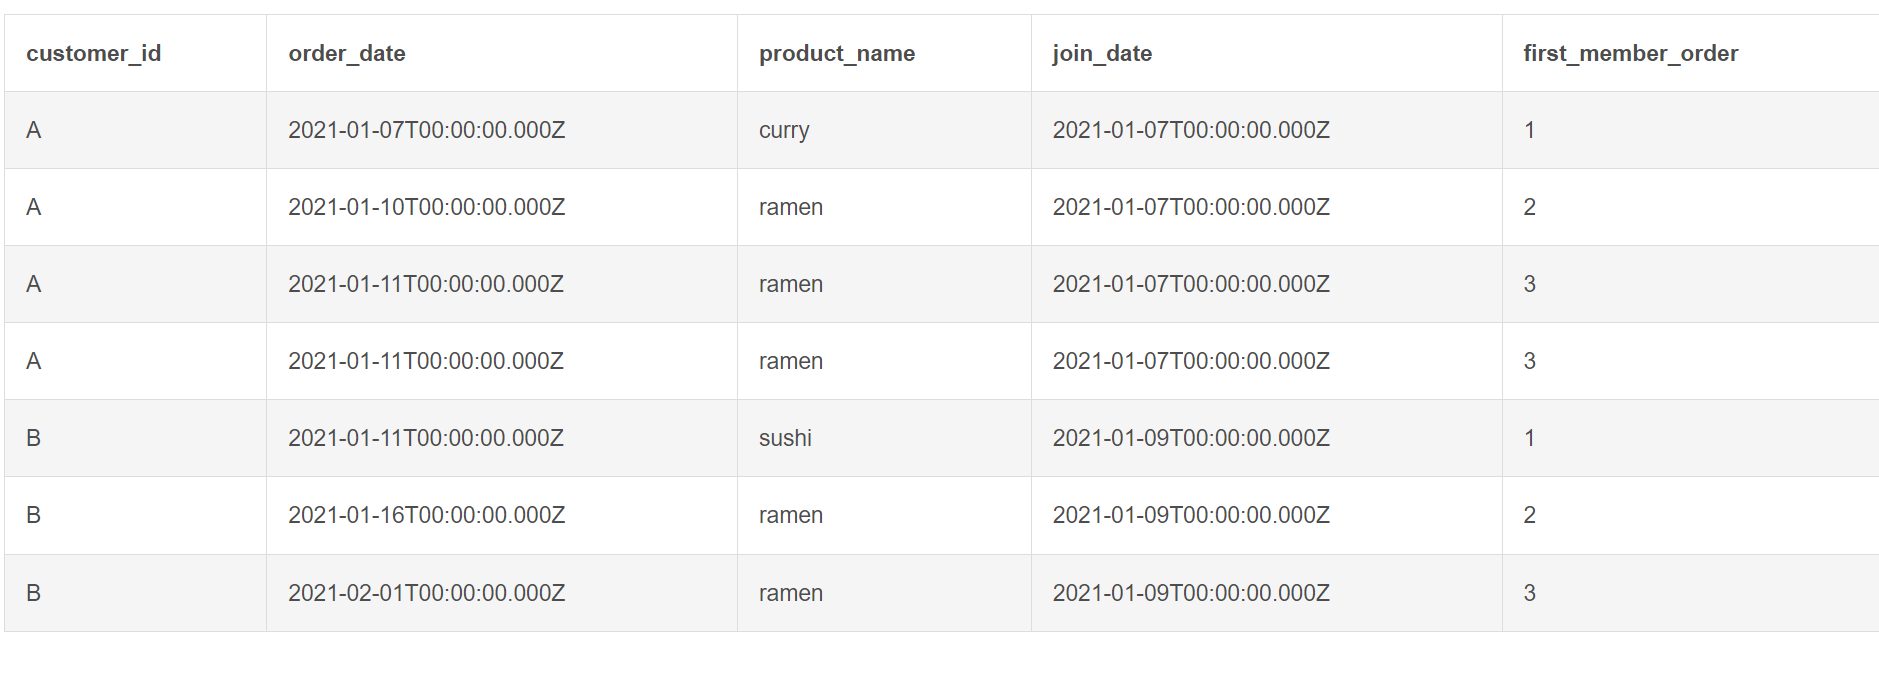 customer_id order_date product_name join_date first_member_order
A 2021-01-07T00:00:00.000Z curry 2021-01-07T00:00:00.000Z 1
A 2021-01-10T00:00:00.000Z ramen 2021-01-07T00:00:00.000Z 2
A 2021-01-11T00:00:00.000Z ramen 2021-01-07T00:00:00.000Z 3
A 2021-01-11T00:00:00.000Z ramen 2021-01-07T00:00:00.000Z 3
B 2021-01-11T00:00:00.000Z sushi 2021-01-09T00:00:00.000Z 1
B 2021-01-16T00:00:00.000Z ramen 2021-01-09T00:00:00.000Z 2
B 2021-02-01T00:00:00.000Z ramen 2021-01-09T00:00:00.000Z 3